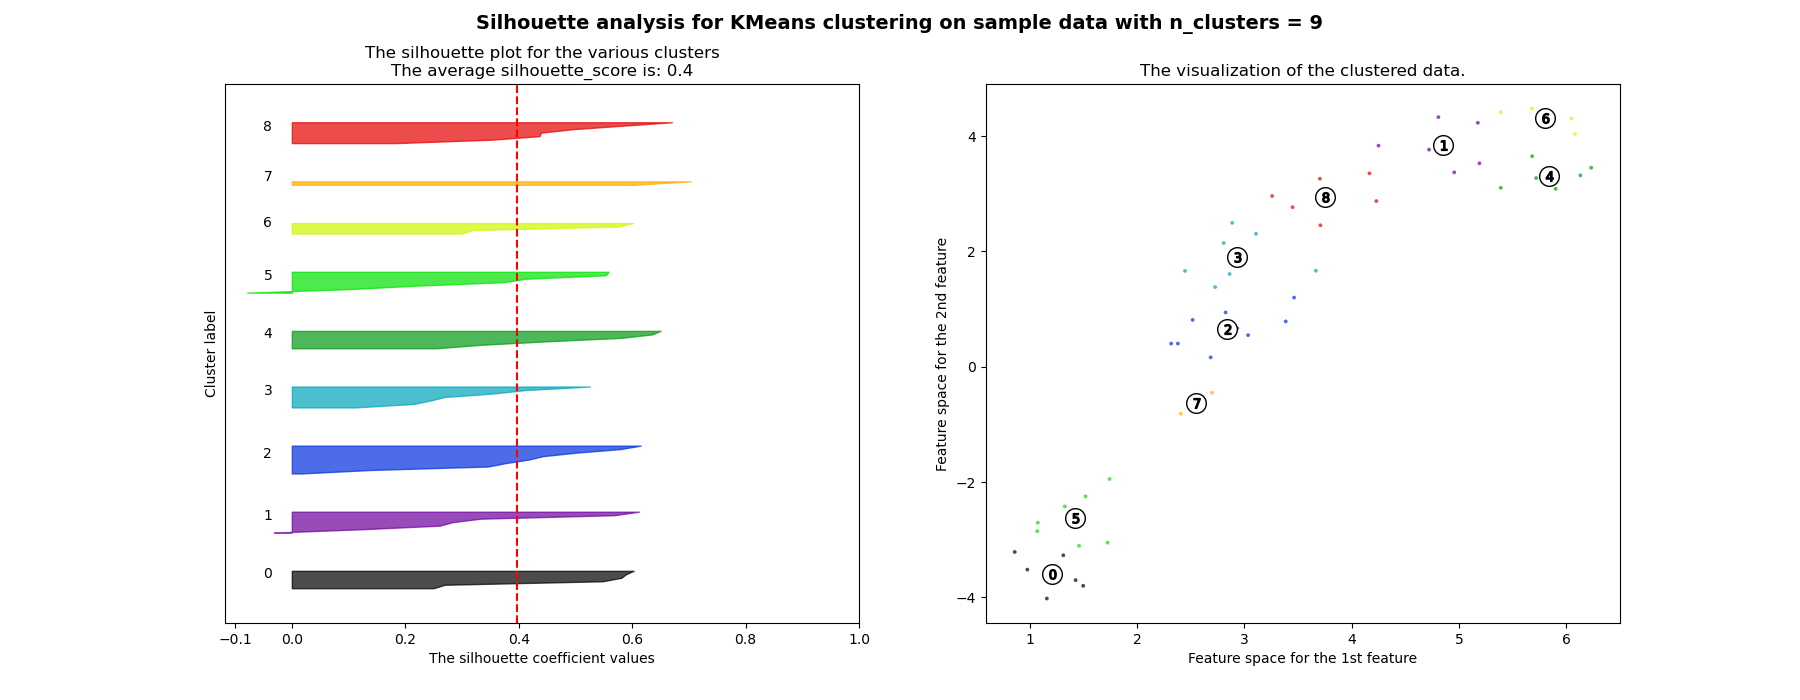 Silhouette analysis for KMeans clustering on sample data with n_clusters = 9
The silhouette plot for the various clusters
The average silhouette_score is: 0.4
8
7
6
5
4
3
2
1
0
Cluster label
−0.1 0.0 0.2 0.4 0.6 0.8 1.0
The silhouette coefficient values
The visualization of the clustered data.
4
2
0
−2
−4
Feature space for the 2nd feature
6
1
4
8
3
2
7
5
0
1 2 3 4 5 6
Feature space for the 1st feature